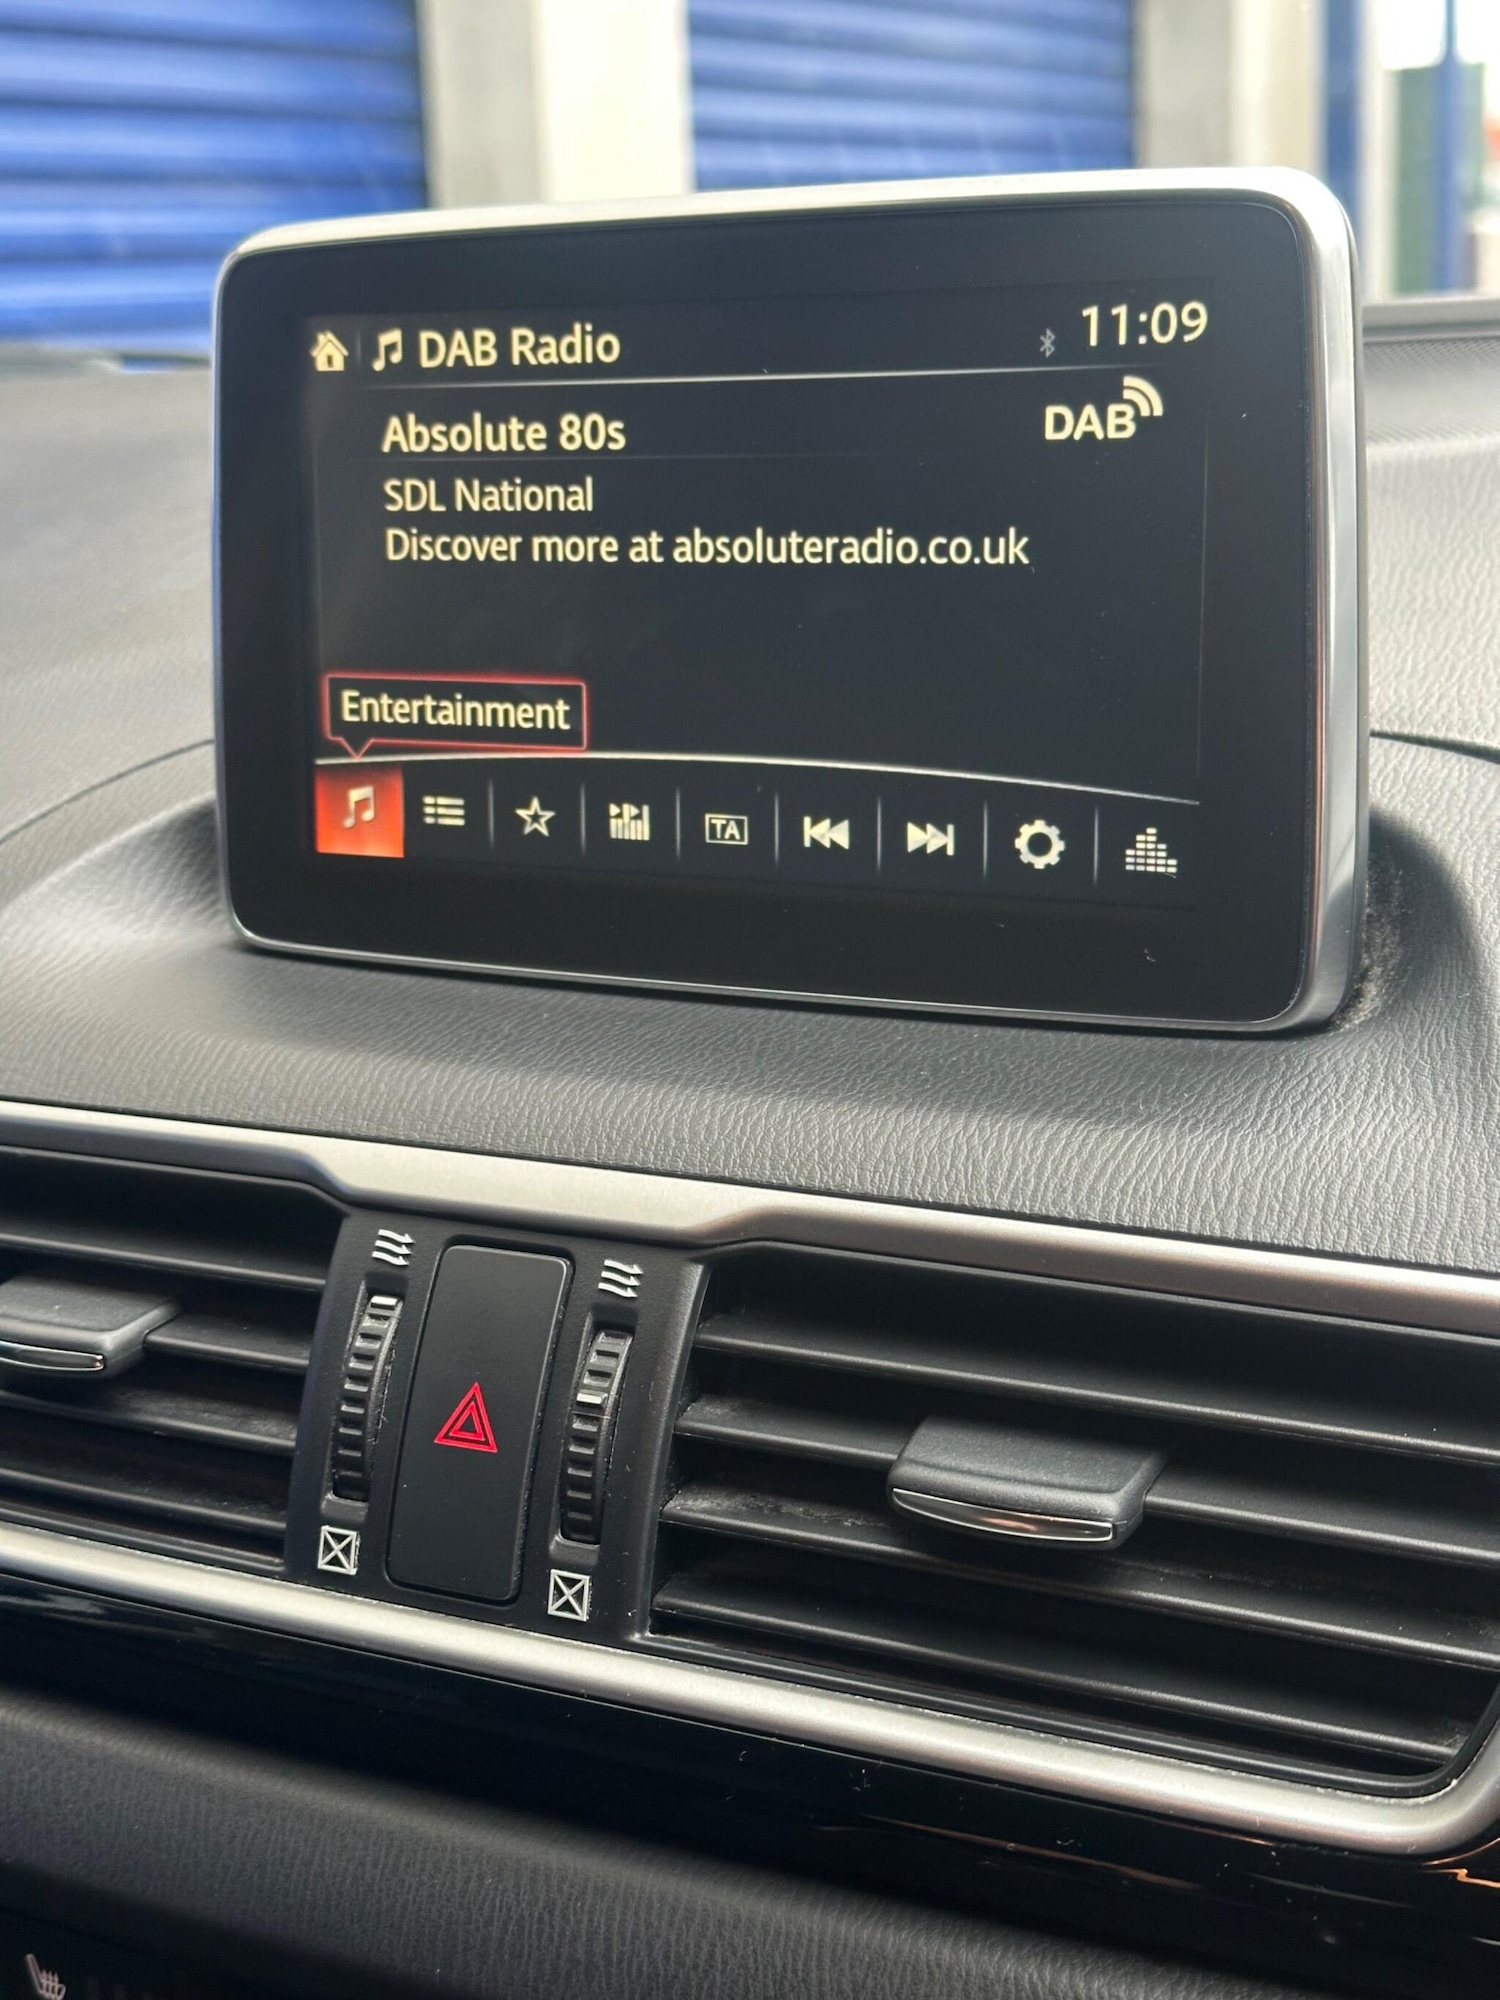 DAB Radio
11:09
Absolute 80s
DAB
SDL National
Discover more at absoluteradio.co.uk
Entertainment
TA